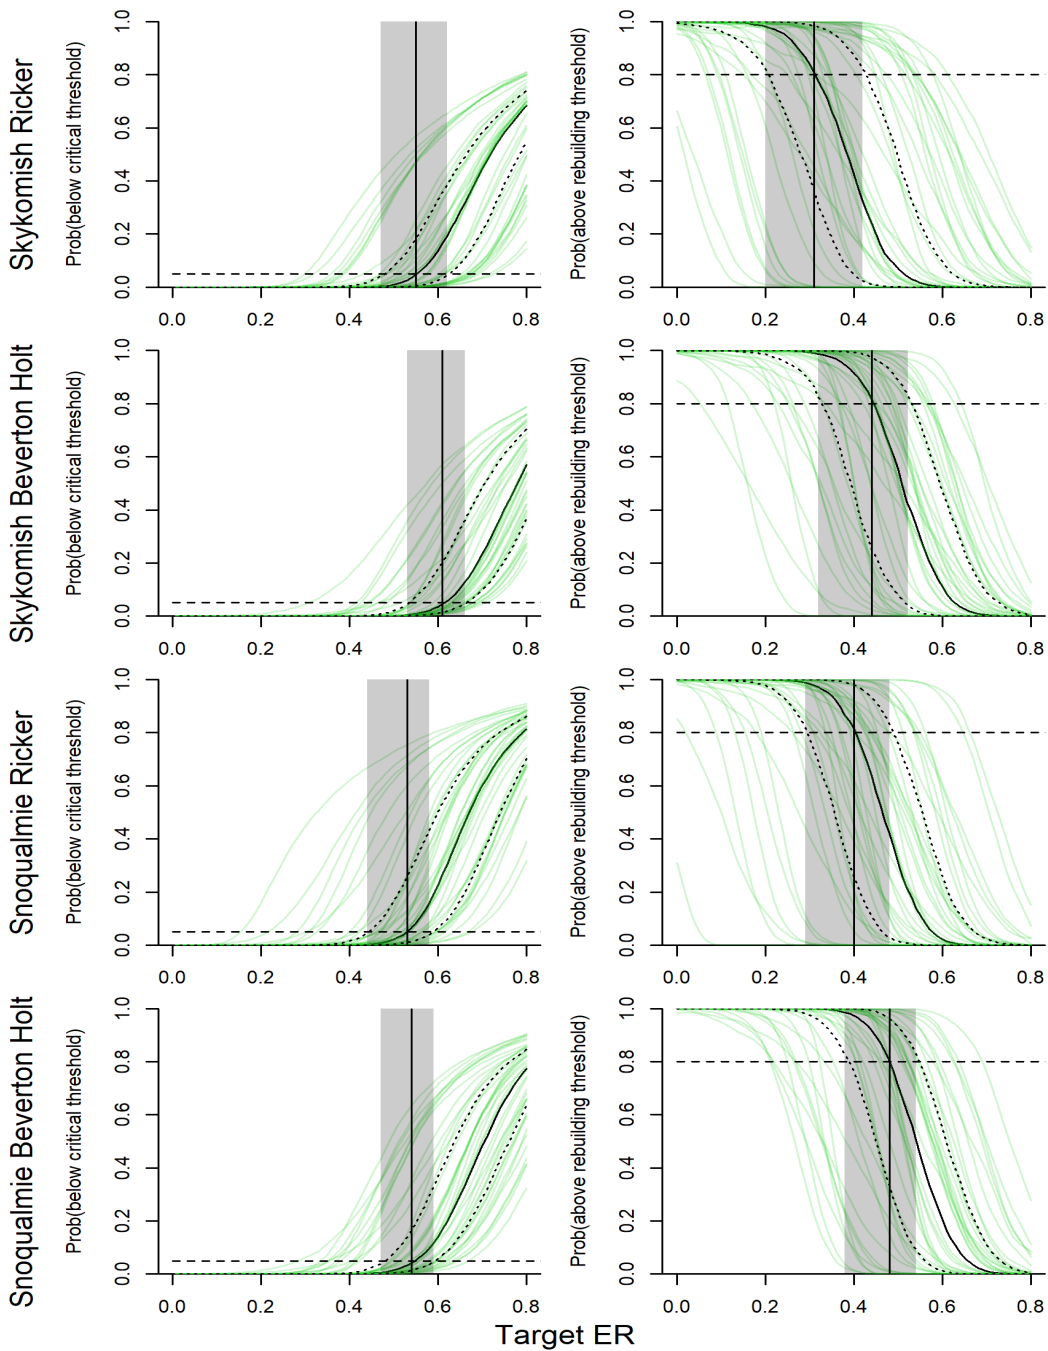 Skykomish Ricker
Prob(below critical threshold)
0.0 0.2 0.4 0.6 0.8 1.0
0.0 0.2 0.4 0.6 0.8
Prob(above rebuilding threshold)
0.0 0.2 0.4 0.6 0.8 1.0
0.0 0.2 0.4 0.6 0.8
Skykomish Beverton Holt
Prob(below critical threshold)
0.0 0.2 0.4 0.6 0.8 1.0
0.0 0.2 0.4 0.6 0.8
Prob(above rebuilding threshold)
0.0 0.2 0.4 0.6 0.8 1.0
0.0 0.2 0.4 0.6 0.8
Snoqualmie Ricker
Prob(below critical threshold)
0.0 0.2 0.4 0.6 0.8 1.0
0.0 0.2 0.4 0.6 0.8
Prob(above rebuilding threshold)
0.0 0.2 0.4 0.6 0.8 1.0
0.0 0.2 0.4 0.6 0.8
Snoqualmie Beverton Holt
Prob(below critical threshold)
0.0 0.2 0.4 0.6 0.8 1.0
0.0 0.2 0.4 0.6 0.8
Prob(above rebuilding threshold)
0.0 0.2 0.4 0.6 0.8 1.0
0.0 0.2 0.4 0.6 0.8
Target ER